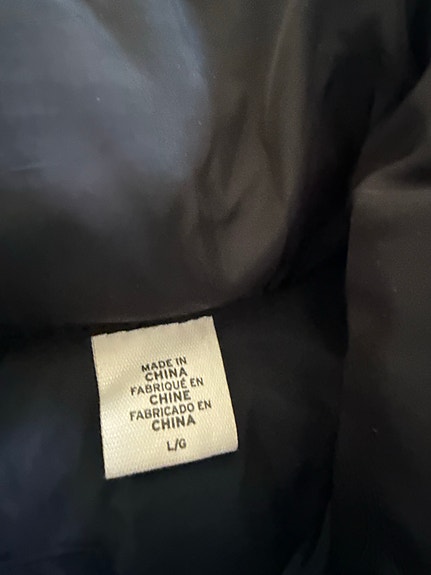 MADE IN
CHINA
FABRIQUÉ EN
CHINE
FABRICADO EN
CHINA
L/G